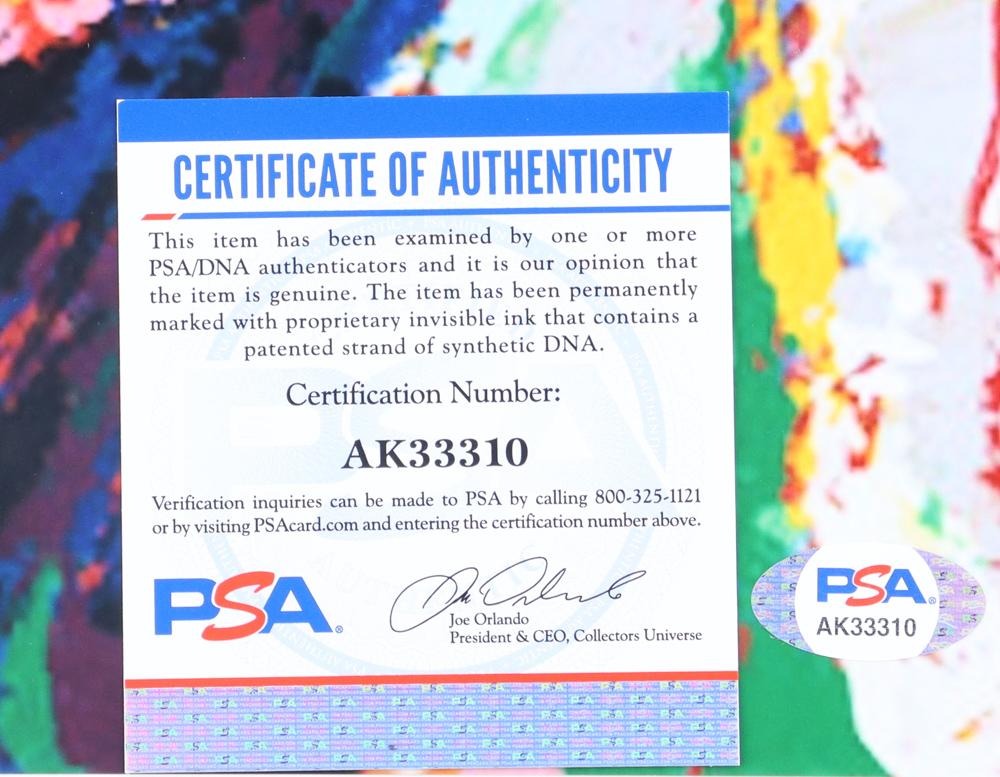 CERTIFICATE OF AUTHENTICITY
This item has been examined by one or more
PSA/DNA authenticators and it is our opinion that
the item is genuine. The item has been permanently
marked with proprietary invisible ink that contains a
patented strand of synthetic DNA.
Certification Number:
AK33310
Verification inquiries can be made to PSA by calling 800-325-1121
or by visiting PSAcard.com and entering the certification number above.
PSA®
Joe Orlando
President & CEO, Collectors Universe
PSA®
AK33310